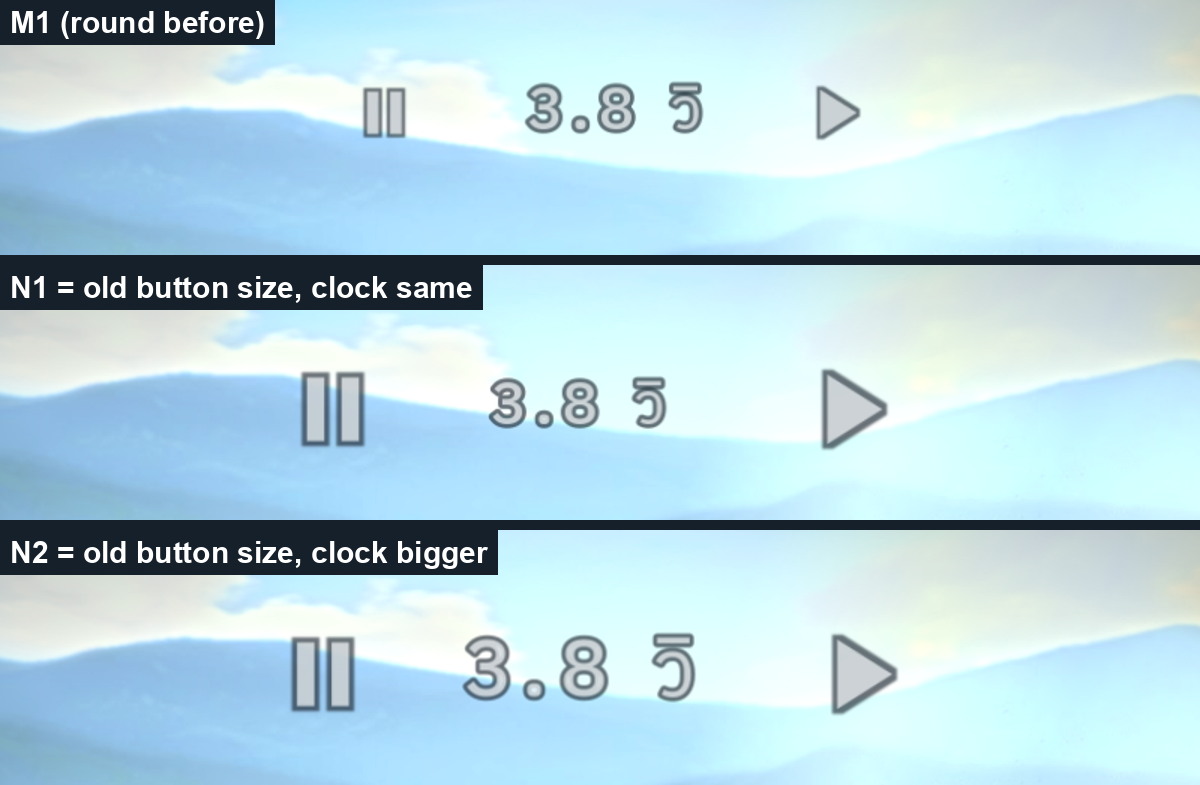 M1 (round before)
3.8 วิ
N1 = old button size, clock same
3.8 วิ
N2 = old button size, clock bigger
3.8 วิ